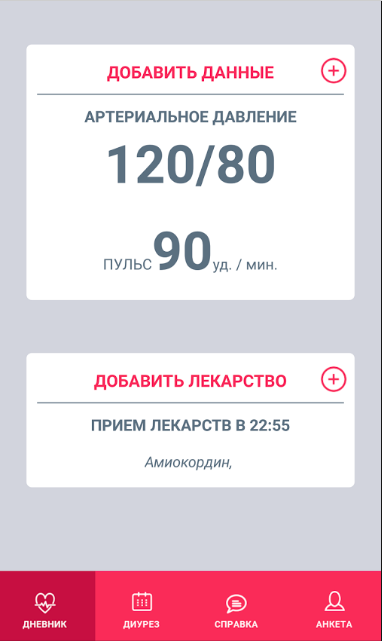 ДОБАВИТЬ ДАННЫЕ
АРТЕРИАЛЬНОЕ ДАВЛЕНИЕ
120/80
ПУЛЬС 90 уд. / мин.
ДОБАВИТЬ ЛЕКАРСТВО
ПРИЕМ ЛЕКАРСТВ В 22:55
Амиокордин,
ДНЕВНИК ДИУРЕЗ СПРАВКА АНКЕТА